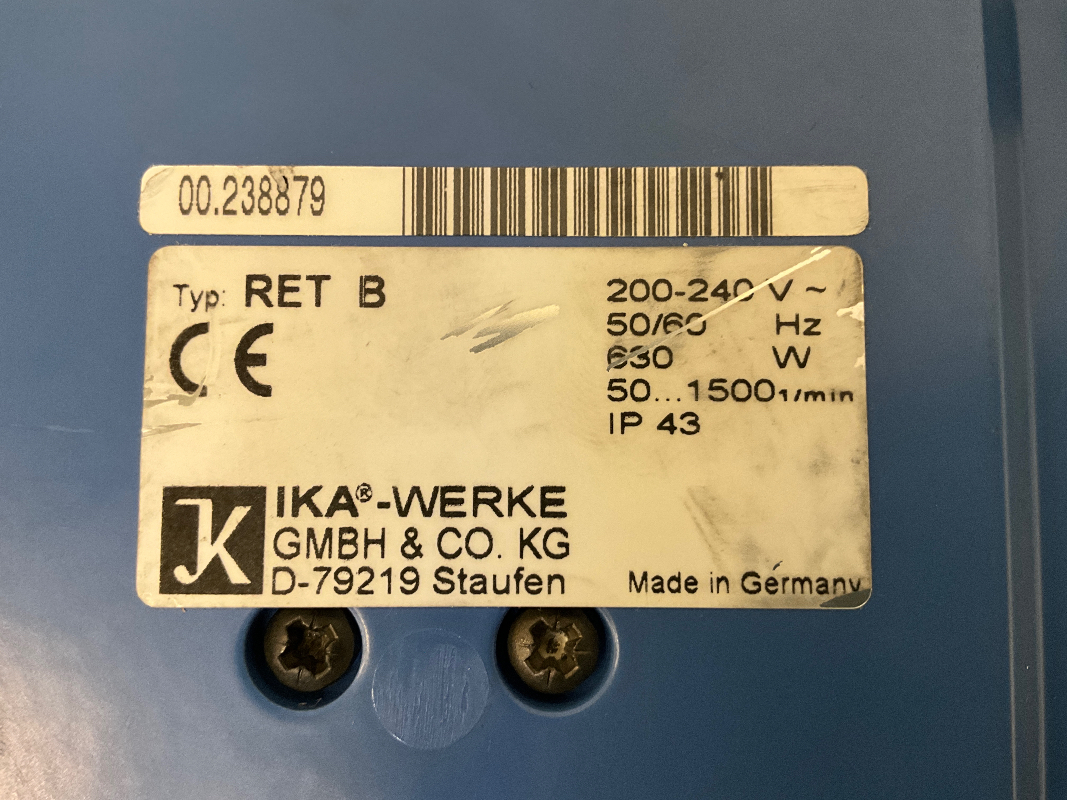 00.238879
Typ: RET B
CE
200-240 V ~
50/60 Hz
630 W
50...1500 1/min
IP 43
IKA®-WERKE
GMBH & CO. KG
D-79219 Staufen
Made in Germany